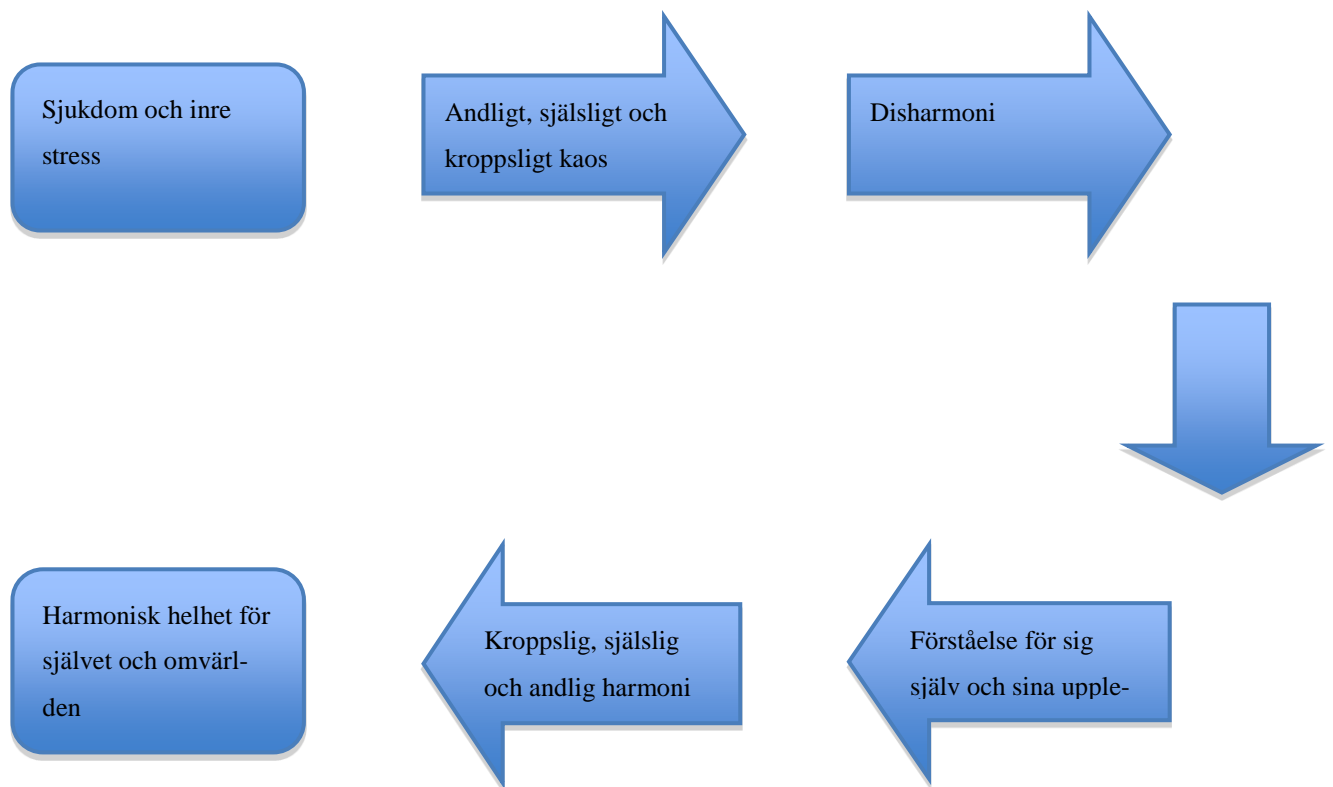 Sjukdom och inre
stress
Andligt, själsligt och
kroppsligt kaos
Disharmoni
Förståelse för sig
själv och sina upple-
Kroppslig, själslig
och andlig harmoni
Harmonisk helhet för
självet och omvärl-
den